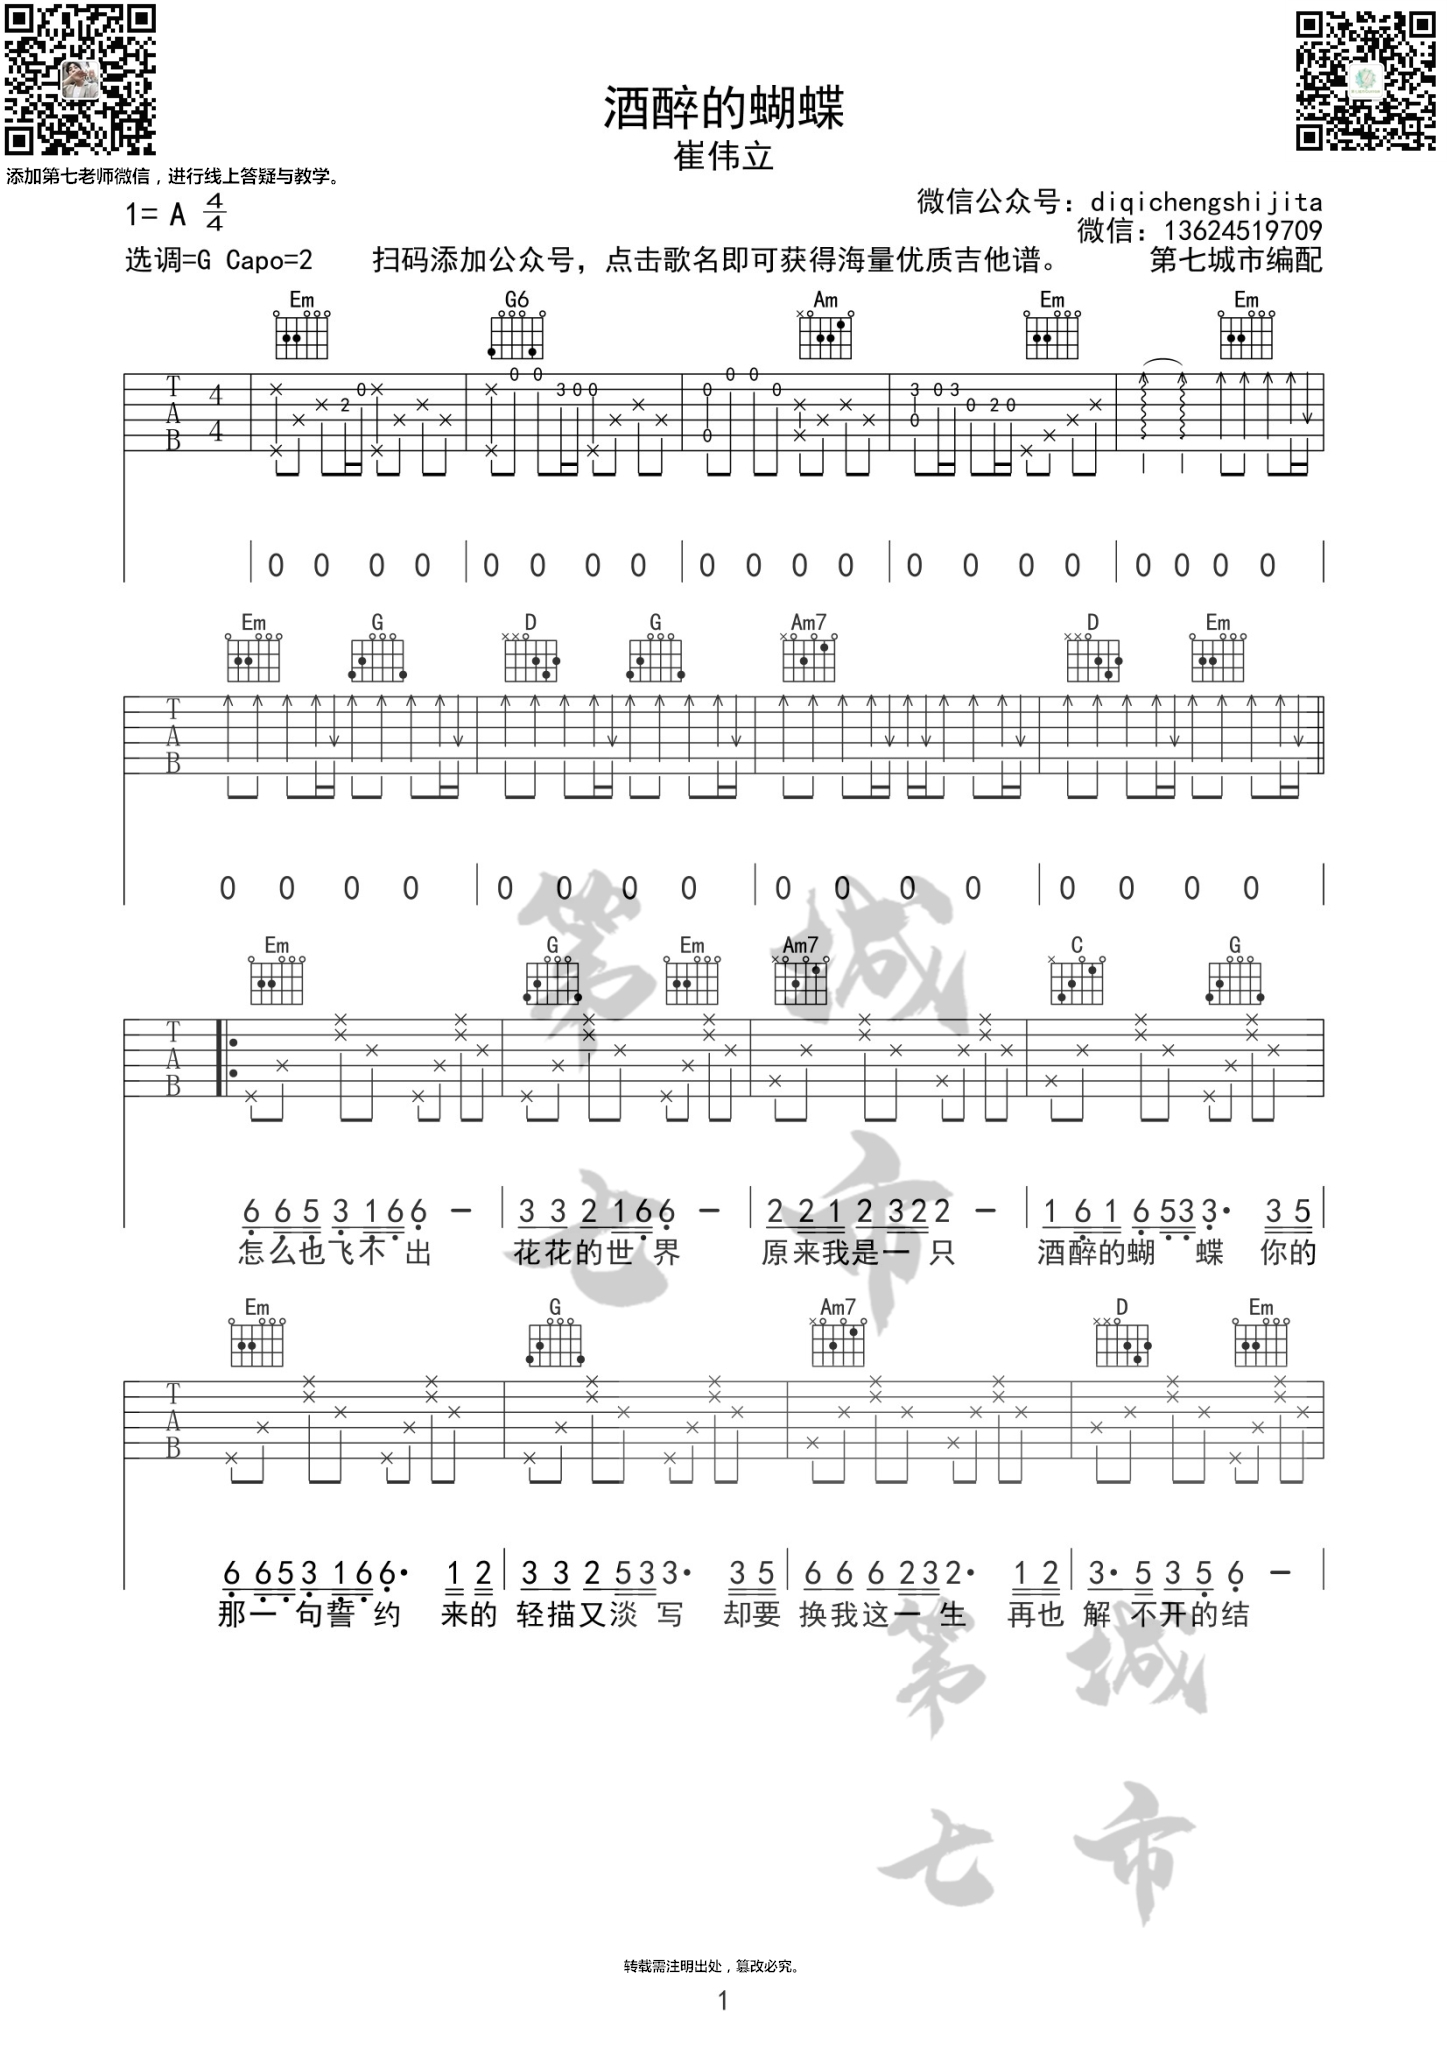 酒醉的蝴蝶
崔伟立
添加第七老师微信，进行线上答疑与教学。
1= A 4/4
微信公众号：diqichengshijita
微信：13624519709
选调=G Capo=2 扫码添加公众号，点击歌名即可获得海量优质吉他谱。 第七城市编配
Em G6 Am Em Em
T A B 4 4 2 0 0 0 3 0 0 0 0 0 0 0 3 0 0 3 0 2 0
0 0 0 0 0 0 0 0 0 0 0 0 0 0 0 0 0 0 0 0
Em G D G Am7 D Em
T A B
0 0 0 0 0 0 0 0 0 0 0 0 0 0 0 0
Em G Em Am7 C G
T A B
6 6 5 3 1 6 6 － 3 3 2 1 6 6 － 2 2 1 2 3 2 2 － 1 6 1 6 5 3 3· 3 5
怎么也飞不出 花花的世界 原来我是一只 酒醉的蝴 蝶 你的
Em G Am7 D Em
T A B
6 6 5 3 1 6 6· 1 2 3 3 2 5 3 3· 3 5 6 6 6 2 3 2· 1 2 3· 5 3 5 6 －
那一句誓约 来的 轻描又淡写 却要 换我这一生 再也 解不开的结
第 城
七 市
第 城
七 市
转载需注明出处，篡改必究。
1